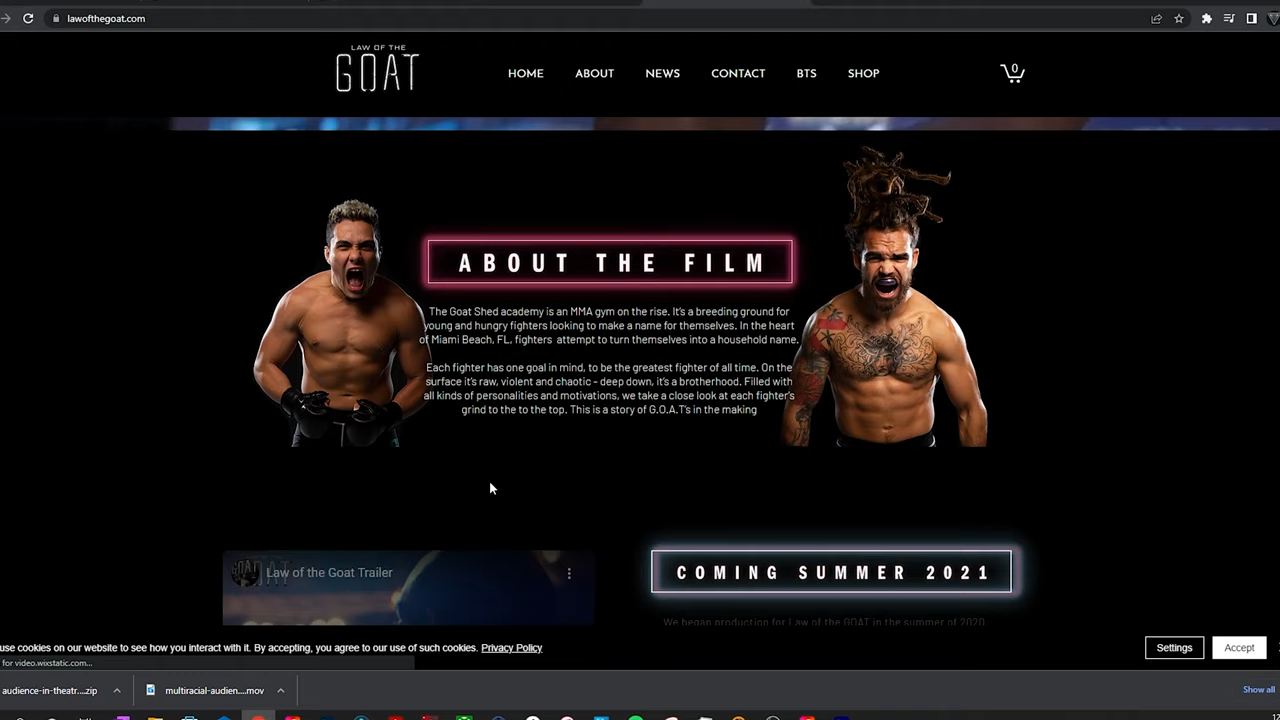 lawofthegoat.com
LAW OF THE
GOAT
HOME ABOUT NEWS CONTACT BTS SHOP
0
ABOUT THE FILM
The Goat Shed academy is an MMA gym on the rise. It's a breeding ground for
young and hungry fighters looking to make a name for themselves. In the heart
of Miami Beach, FL, fighters attempt to turn themselves into a household name.
Each fighter has one goal in mind, to be the greatest fighter of all time. On the
surface it's raw, violent and chaotic - deep down, it's a brotherhood. Filled with
all kinds of personalities and motivations, we take a close look at each fighter's
grind to the to the top. This is a story of G.O.A.T's in the making
Law of the Goat Trailer
COMING SUMMER 2021
We began production for Law of the GOAT in the summer of 2020.
use cookies on our website to see how you interact with it. By accepting, you agree to our use of such cookies. Privacy Policy
Settings
Accept
for video.wixstatic.com...
audience-in-theatr....zip
multiracial-audien....mov
Show all